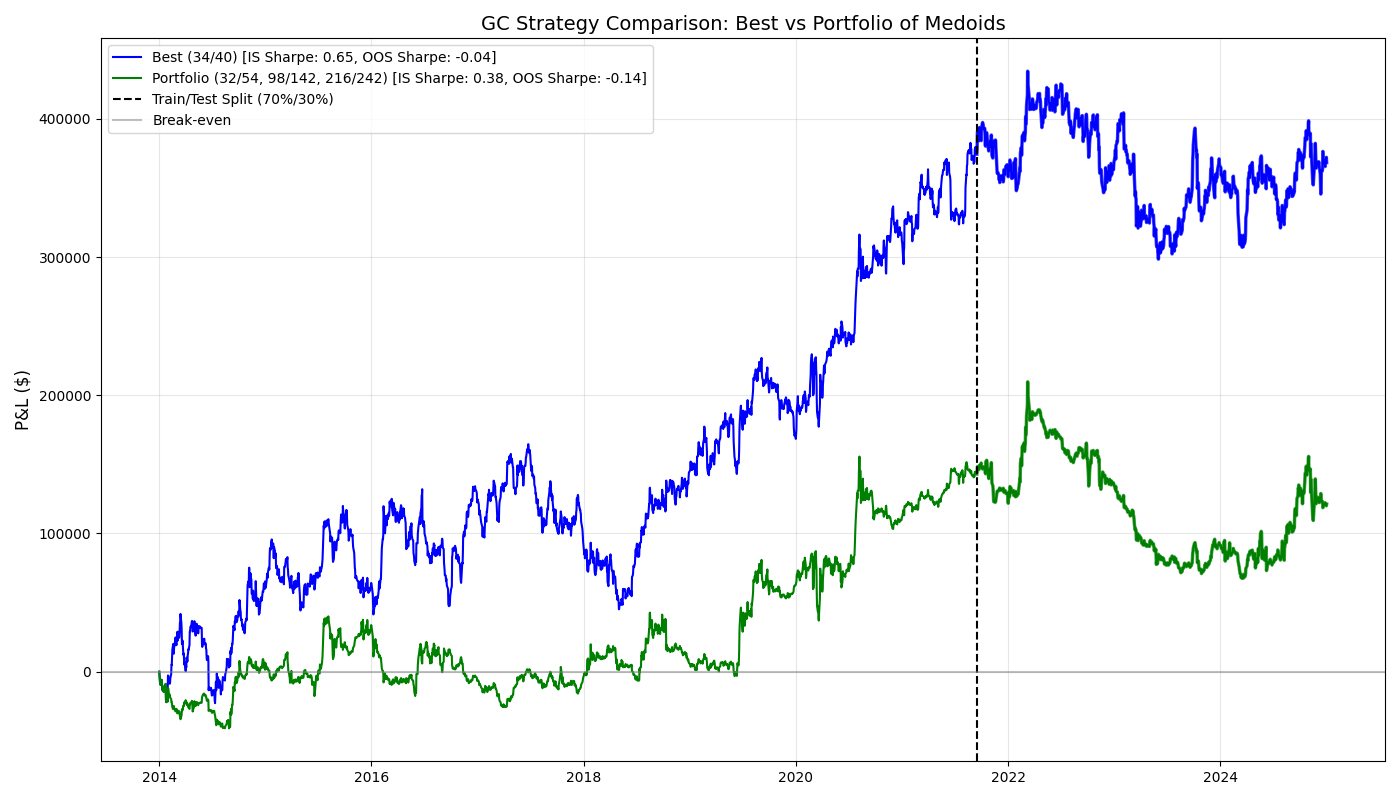 GC Strategy Comparison: Best vs Portfolio of Medoids
Best (34/40) [IS Sharpe: 0.65, OOS Sharpe: -0.04]
Portfolio (32/54, 98/142, 216/242) [IS Sharpe: 0.38, OOS Sharpe: -0.14]
Train/Test Split (70%/30%)
Break-even
P&L ($)
400000
300000
200000
100000
0
2014
2016
2018
2020
2022
2024